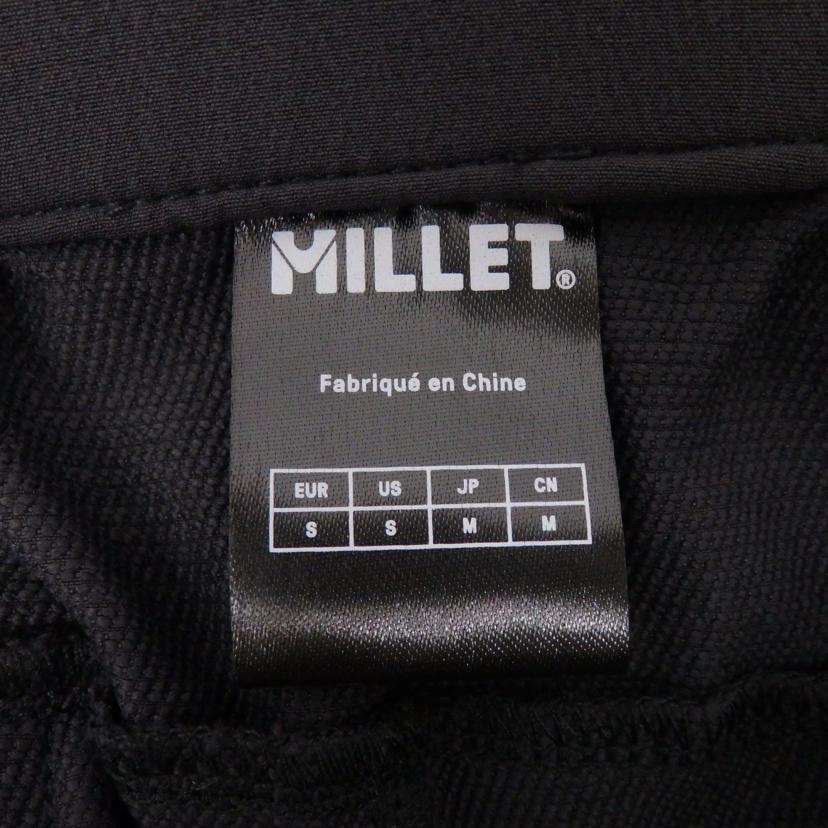 MILLET®
Fabriqué en Chine
EUR US JP CN
S S M M